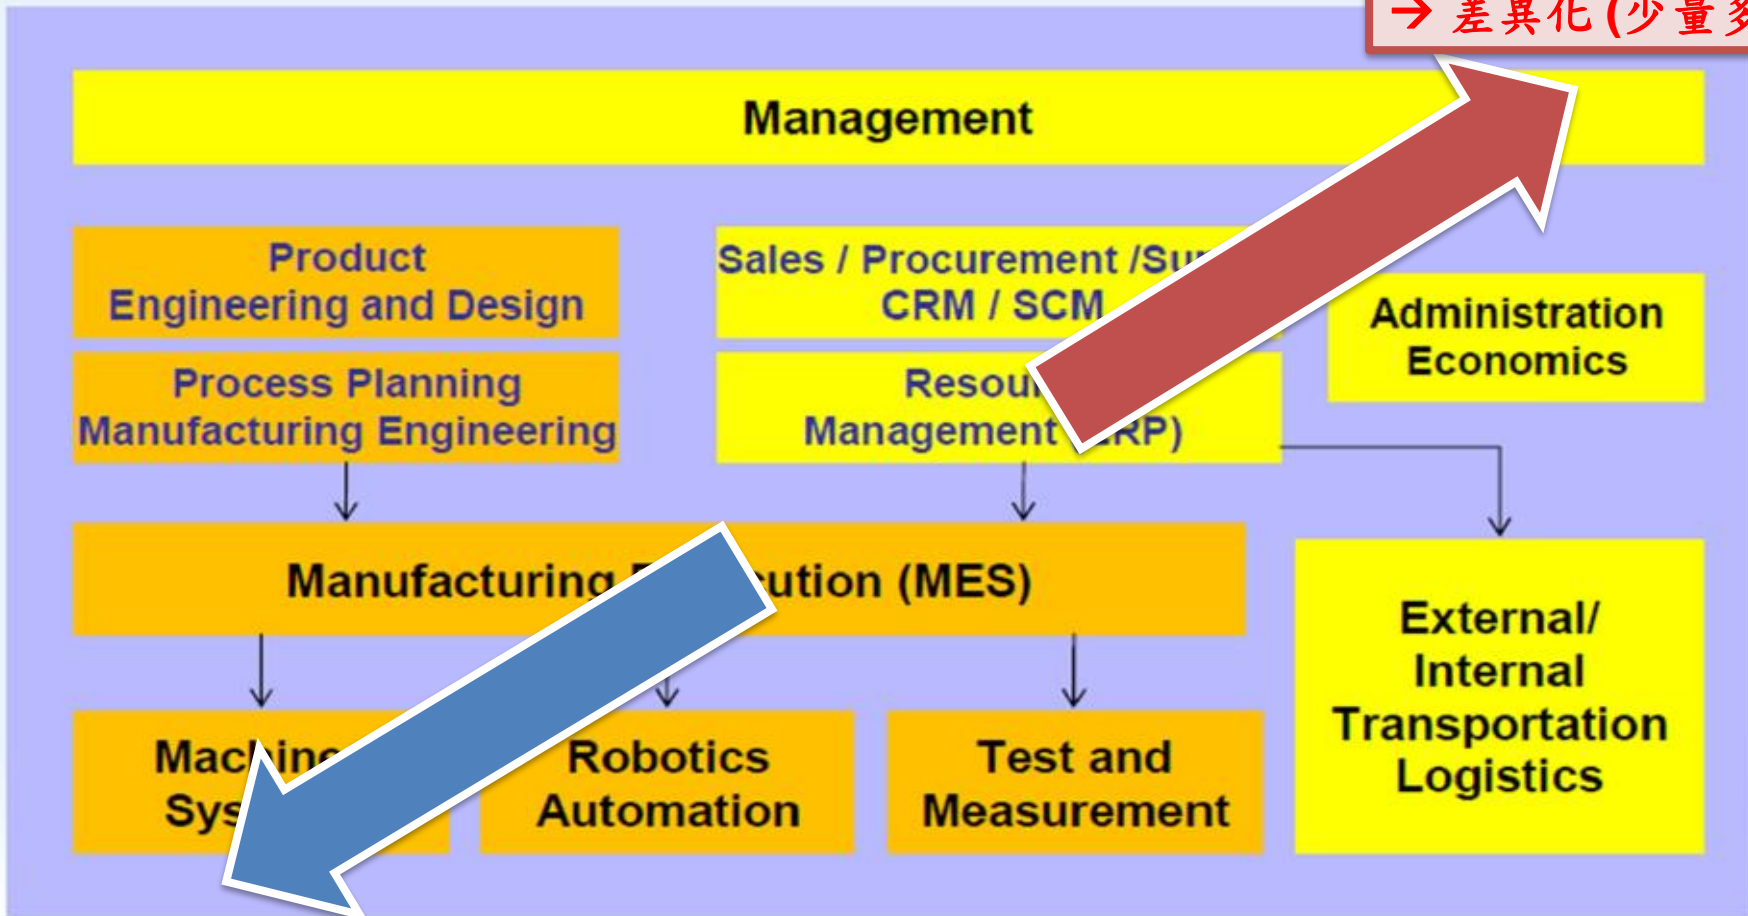 → 差異化(少量多
Management
Product
Engineering and Design
Sales / Procurement /
CRM / SCM
Administration
Economics
Process Planning
Manufacturing Engineering
Management
Manufacturing (MES)
External/
Internal
Transportation
Logistics
Robotics
Automation
Test and
Measurement